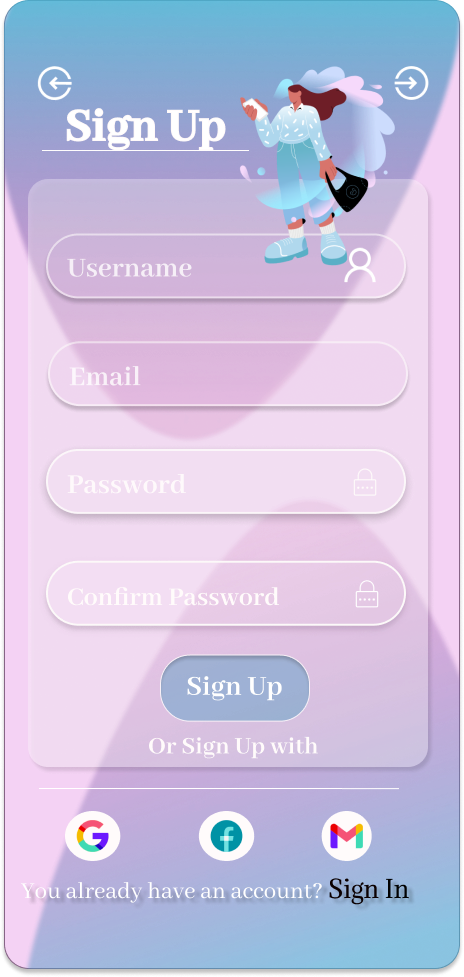 Sign Up
Username
Email
Password
Confirm Password
Sign Up
Or Sign Up with
You already have an account? Sign In